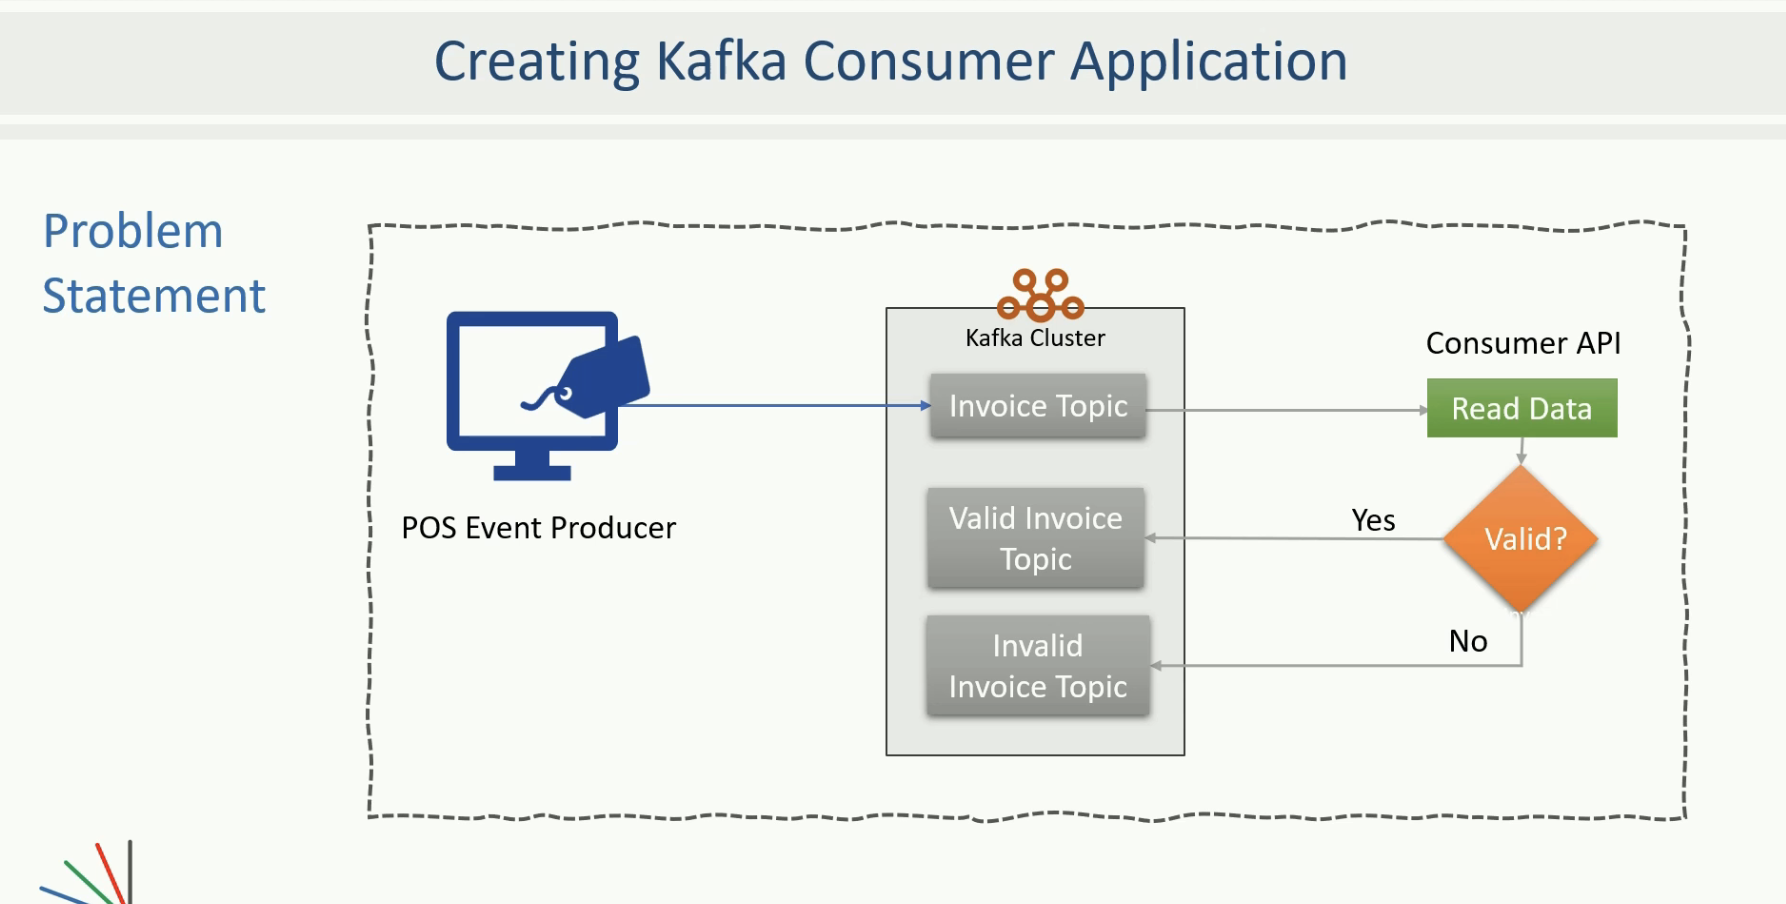 Creating Kafka Consumer Application
Problem
Statement
Kafka Cluster
Consumer API
Invoice Topic
Read Data
POS Event Producer
Valid Invoice
Topic
Yes
Valid?
No
Invalid
Invoice Topic